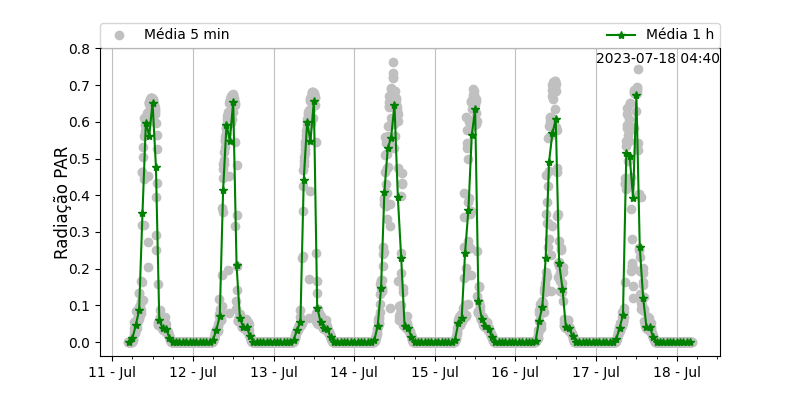 Média 5 min
Média 1 h
2023-07-18 04:40
Radiação PAR
0.8
0.7
0.6
0.5
0.4
0.3
0.2
0.1
0.0
11 - Jul
12 - Jul
13 - Jul
14 - Jul
15 - Jul
16 - Jul
17 - Jul
18 - Jul